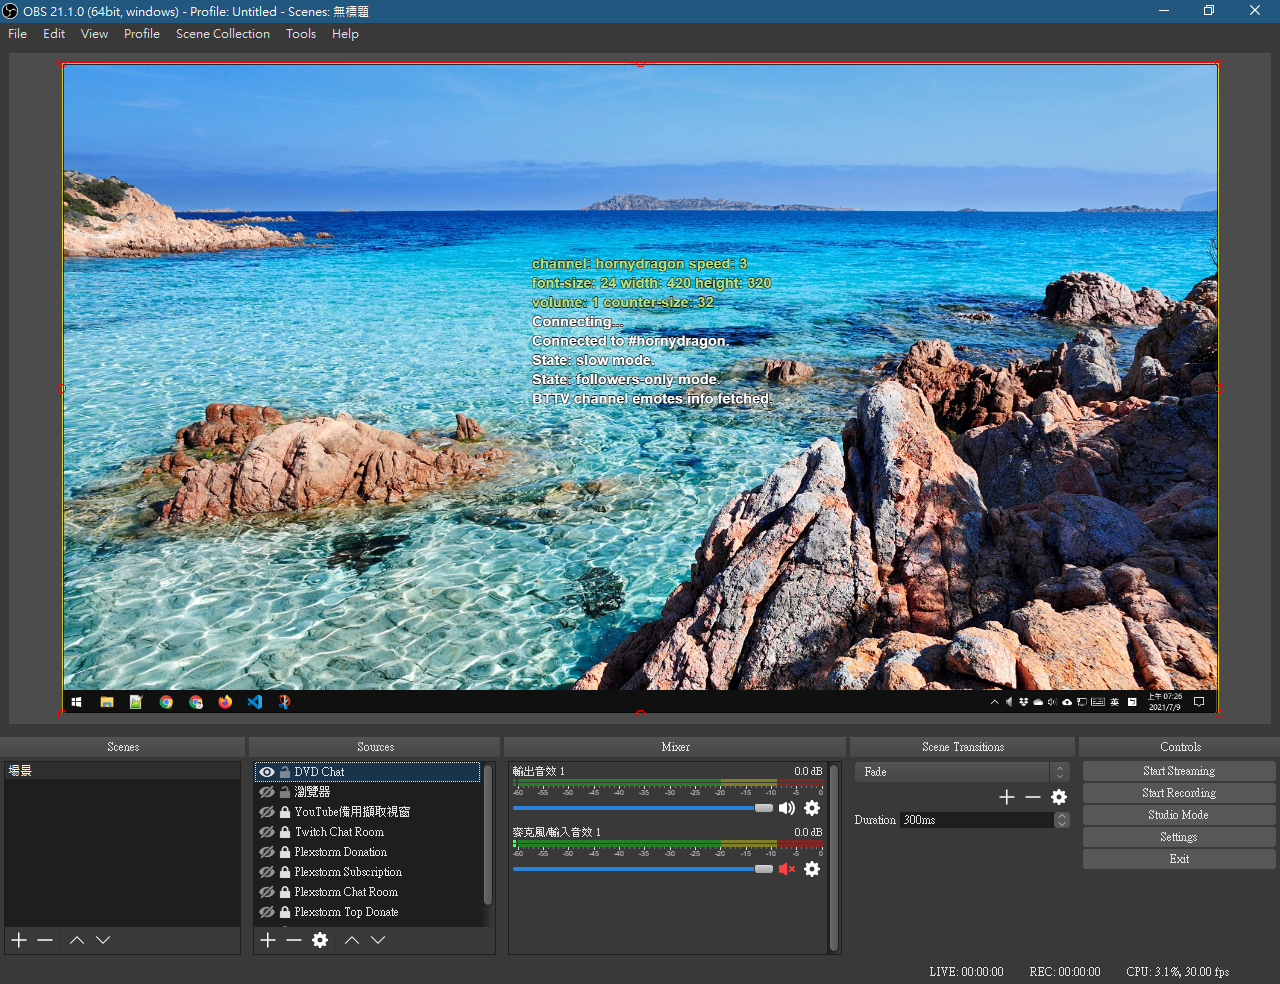 OBS 21.1.0 (64bit, windows) - Profile: Untitled - Scenes: 無標題
File Edit View Profile Scene Collection Tools Help
channel: hornydragon speed: 3
font-size: 24 width: 420 height: 320
volume: 1 counter-size: 32
Connecting...
Connected to #hornydragon.
State: slow mode.
State: followers-only mode.
BTTV channel emotes info fetched.
英
上午 07:26
2021/7/9
Scenes
場景
Sources
DVD Chat
瀏覽器
YouTube備用擷取視窗
Twitch Chat Room
Plexstorm Donation
Plexstorm Subscription
Plexstorm Chat Room
Plexstorm Top Donate
Mixer
輸出音效 1 0.0 dB
-60 -55 -50 -45 -40 -35 -30 -25 -20 -15 -10 -5 0
麥克風/輸入音效 1 0.0 dB
-60 -55 -50 -45 -40 -35 -30 -25 -20 -15 -10 -5 0
Scene Transitions
Fade
Duration 300ms
Controls
Start Streaming
Start Recording
Studio Mode
Settings
Exit
LIVE: 00:00:00 REC: 00:00:00 CPU: 3.1%, 30.00 fps